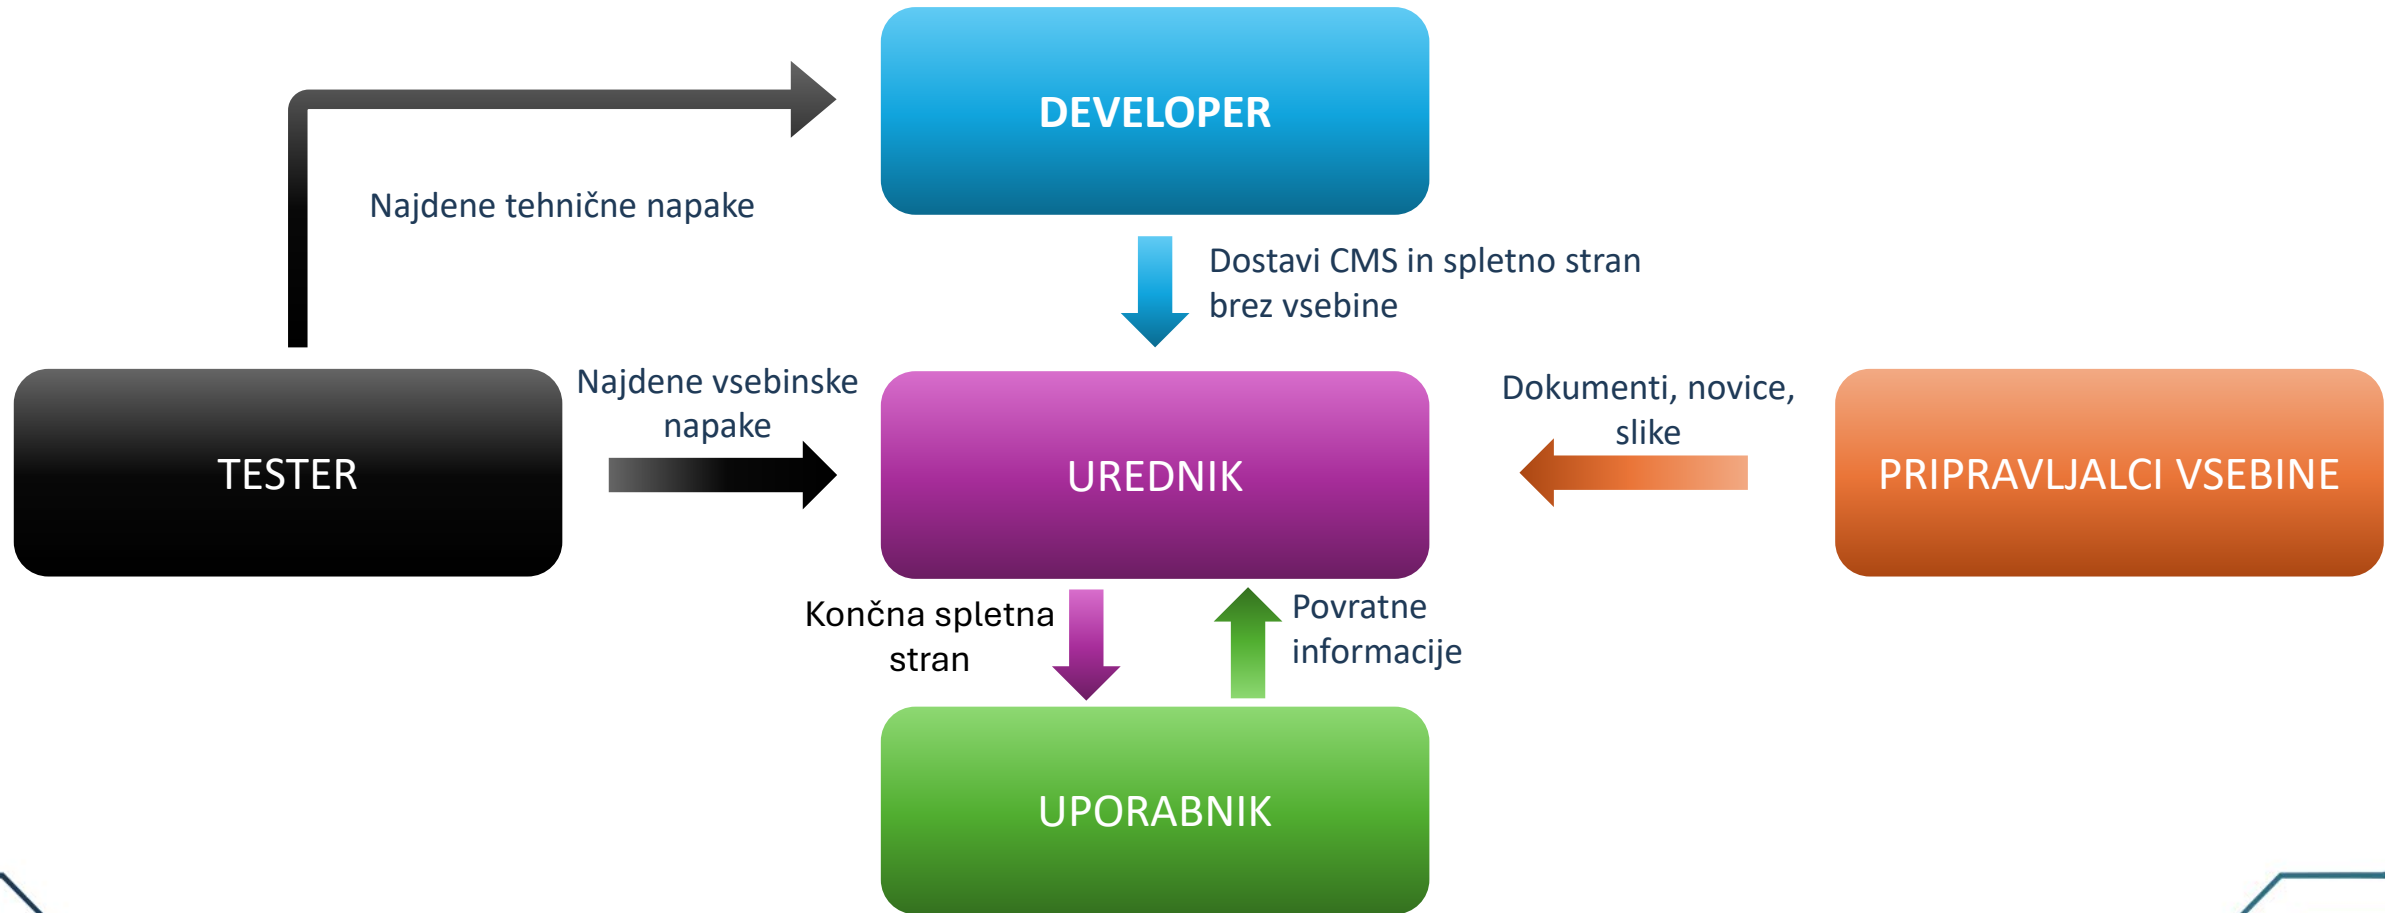 DEVELOPER
Najdene tehnične napake
Dostavi CMS in spletno stran
brez vsebine
TESTER
Najdene vsebinske
napake
UREDNIK
Dokumenti, novice,
slike
PRIPRAVLJALCI VSEBINE
Končna spletna
stran
Povratne
informacije
UPORABNIK